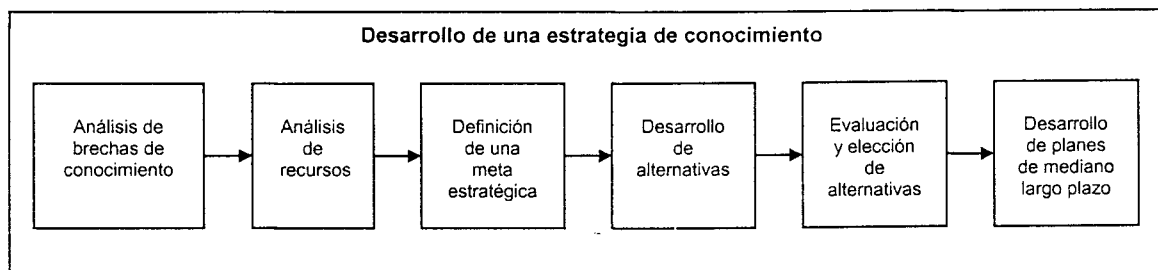 Desarrollo de una estrategia de conocimiento
Análisis de
brechas de
conocimiento
Análisis
de
recursos
Definición
de una
meta
estratégica
Desarrollo
de
alternativas
Evaluación
y elección
de
alternativas
Desarrollo
de planes
de mediano
largo plazo